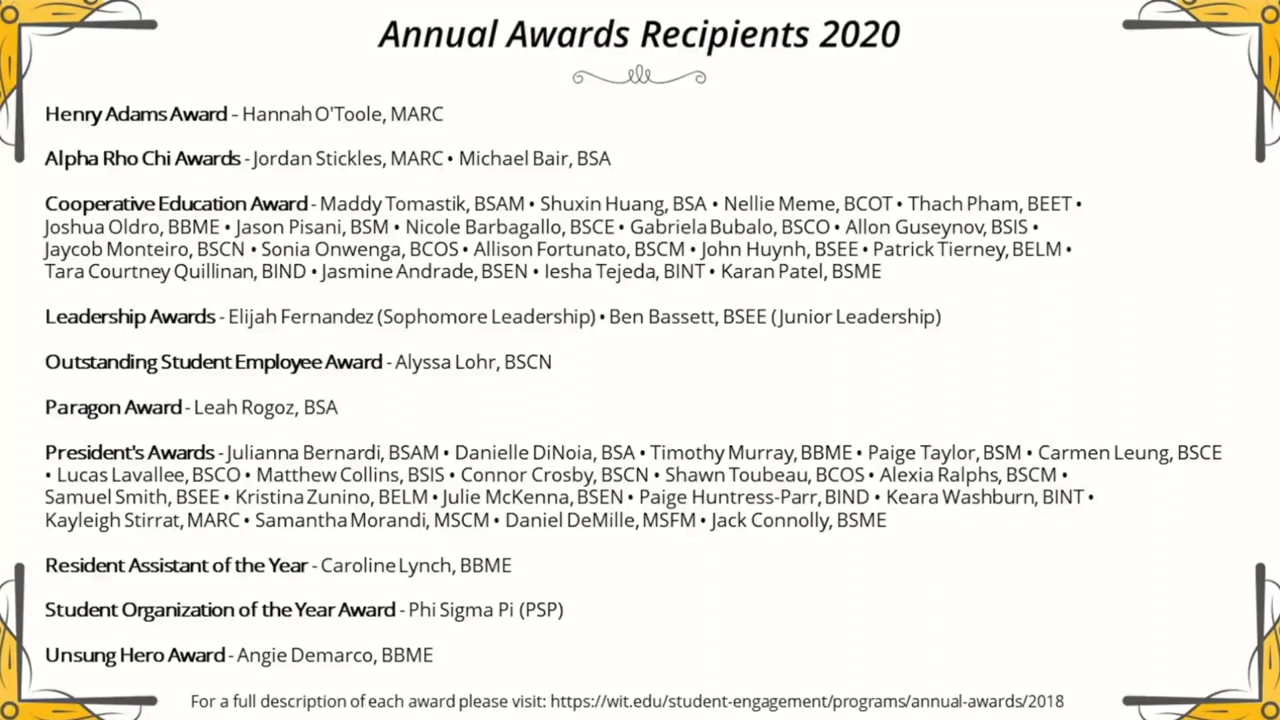 Annual Awards Recipients 2020
Henry Adams Award - Hannah O'Toole, MARC
Alpha Rho Chi Awards - Jordan Stickles, MARC • Michael Bair, BSA
Cooperative Education Award - Maddy Tomastik, BSAM • Shuxin Huang, BSA • Nellie Meme, BCOT • Thach Pham, BEET •
Joshua Oldro, BBME • Jason Pisani, BSM • Nicole Barbagallo, BSCE • Gabriela Bubalo, BSCO • Allon Guseynov, BSIS •
Jaycob Monteiro, BSCN • Sonia Onwenga, BCOS • Allison Fortunato, BSCM • John Huynh, BSEE • Patrick Tierney, BELM •
Tara Courtney Quillinan, BIND • Jasmine Andrade, BSEN • Iesha Tejeda, BINT • Karan Patel, BSME
Leadership Awards - Elijah Fernandez (Sophomore Leadership) • Ben Bassett, BSEE (Junior Leadership)
Outstanding Student Employee Award - Alyssa Lohr, BSCN
Paragon Award - Leah Rogoz, BSA
President's Awards - Julianna Bernardi, BSAM • Danielle DiNoia, BSA • Timothy Murray, BBME • Paige Taylor, BSM • Carmen Leung, BSCE
• Lucas Lavallee, BSCO • Matthew Collins, BSIS • Connor Crosby, BSCN • Shawn Toubeau, BCOS • Alexia Ralphs, BSCM •
Samuel Smith, BSEE • Kristina Zunino, BELM • Julie McKenna, BSEN • Paige Huntress-Parr, BIND • Keara Washburn, BINT •
Kayleigh Stirrat, MARC • Samantha Morandi, MSCM • Daniel DeMille, MSFM • Jack Connolly, BSME
Resident Assistant of the Year - Caroline Lynch, BBME
Student Organization of the Year Award - Phi Sigma Pi (PSP)
Unsung Hero Award - Angie Demarco, BBME
For a full description of each award please visit: https://wit.edu/student-engagement/programs/annual-awards/2018